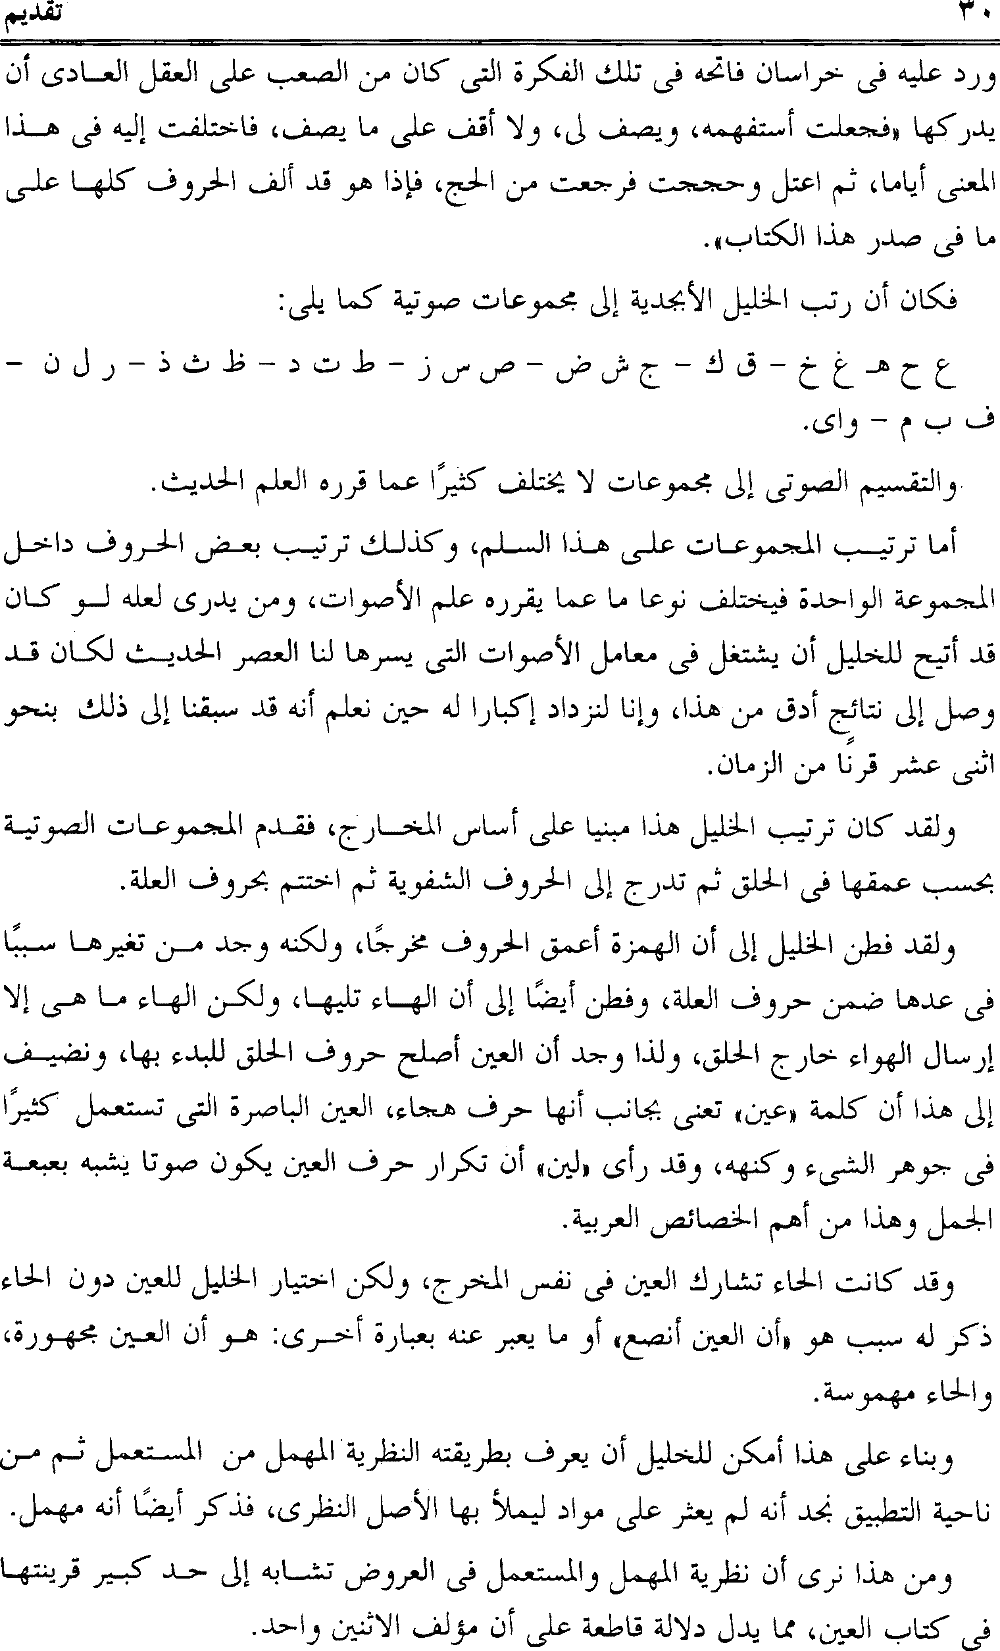 ٣٠ تقديم
ورد عليه فى خراسان فاتحه فى تلك الفكرة التى كان من الصعب على العقل العادى أن
يدركها «فجعلت أستفهمه، ويصف لى، ولا أقف على ما يصف، فاختلفت إليه فى هذا
المعنى أياما، ثم اعتل وحججت فرجعت من الحج، فإذا هو قد ألف الحروف كلها على
ما فى صدر هذا الكتاب».
فكان أن رتب الخليل الأبجدية إلى مجموعات صوتية كما يلى:
ع ح هـ غ خ – ق ك – ج ش ض – ص س ز – ط ت د – ظ ث ذ – ر ل ن –
ف ب م – واى.
والتقسيم الصوتى إلى مجموعات لا يختلف كثيرًا عما قرره العلم الحديث.
أما ترتيب المجموعات على هذا السلم، وكذلك ترتيب بعض الحروف داخل
المجموعة الواحدة فيختلف نوعا ما عما يقرره علم الأصوات، ومن يدرى لعله لو كان
قد أتيح للخليل أن يشتغل فى معامل الأصوات التى يسرها لنا العصر الحديث لكان قد
وصل إلى نتائج أدق من هذا، وإنا لنزداد إكبارا له حين نعلم أنه قد سبقنا إلى ذلك بنحو
اثنى عشر قرنًا من الزمان.
ولقد كان ترتيب الخليل هذا مبنيا على أساس المخارج، فقدم المجموعات الصوتية
بحسب عمقها فى الحلق ثم تدرج إلى الحروف الشفوية ثم اختتم بحروف العلة.
ولقد فطن الخليل إلى أن الهمزة أعمق الحروف مخرجًا، ولكنه وجد من تغيرها سببًا
فى عدها ضمن حروف العلة، وفطن أيضًا إلى أن الهاء تليها، ولكن الهاء ما هى إلا
إرسال الهواء خارج الحلق، ولذا وجد أن العين أصلح حروف الحلق للبدء بها، ونضيف
إلى هذا أن كلمة «عين» تعنى بجانب أنها حرف هجاء، العين الباصرة التى تستعمل كثيرًا
فى جوهر الشىء وكنهه، وقد رأى «لين» أن تكرار حرف العين يكون صوتا يشبه بعبعة
الجمل وهذا من أهم الخصائص العربية.
وقد كانت الحاء تشارك العين فى نفس المخرج، ولكن اختيار الخليل للعين دون الحاء
ذكر له سبب هو «أن العين أنصع» أو ما يعبر عنه بعبارة أخرى: هو أن العين مجهورة،
والحاء مهموسة.
وبناء على هذا أمكن للخليل أن يعرف بطريقته النظرية المهمل من المستعمل ثم من
ناحية التطبيق نجد أنه لم يعثر على مواد ليملأ بها الأصل النظرى، فذكر أيضًا أنه مهمل.
ومن هذا نرى أن نظرية المهمل والمستعمل فى العروض تشابه إلى حد كبير قرينتها
فى كتاب العين، مما يدل دلالة قاطعة على أن مؤلف الاثنين واحد.